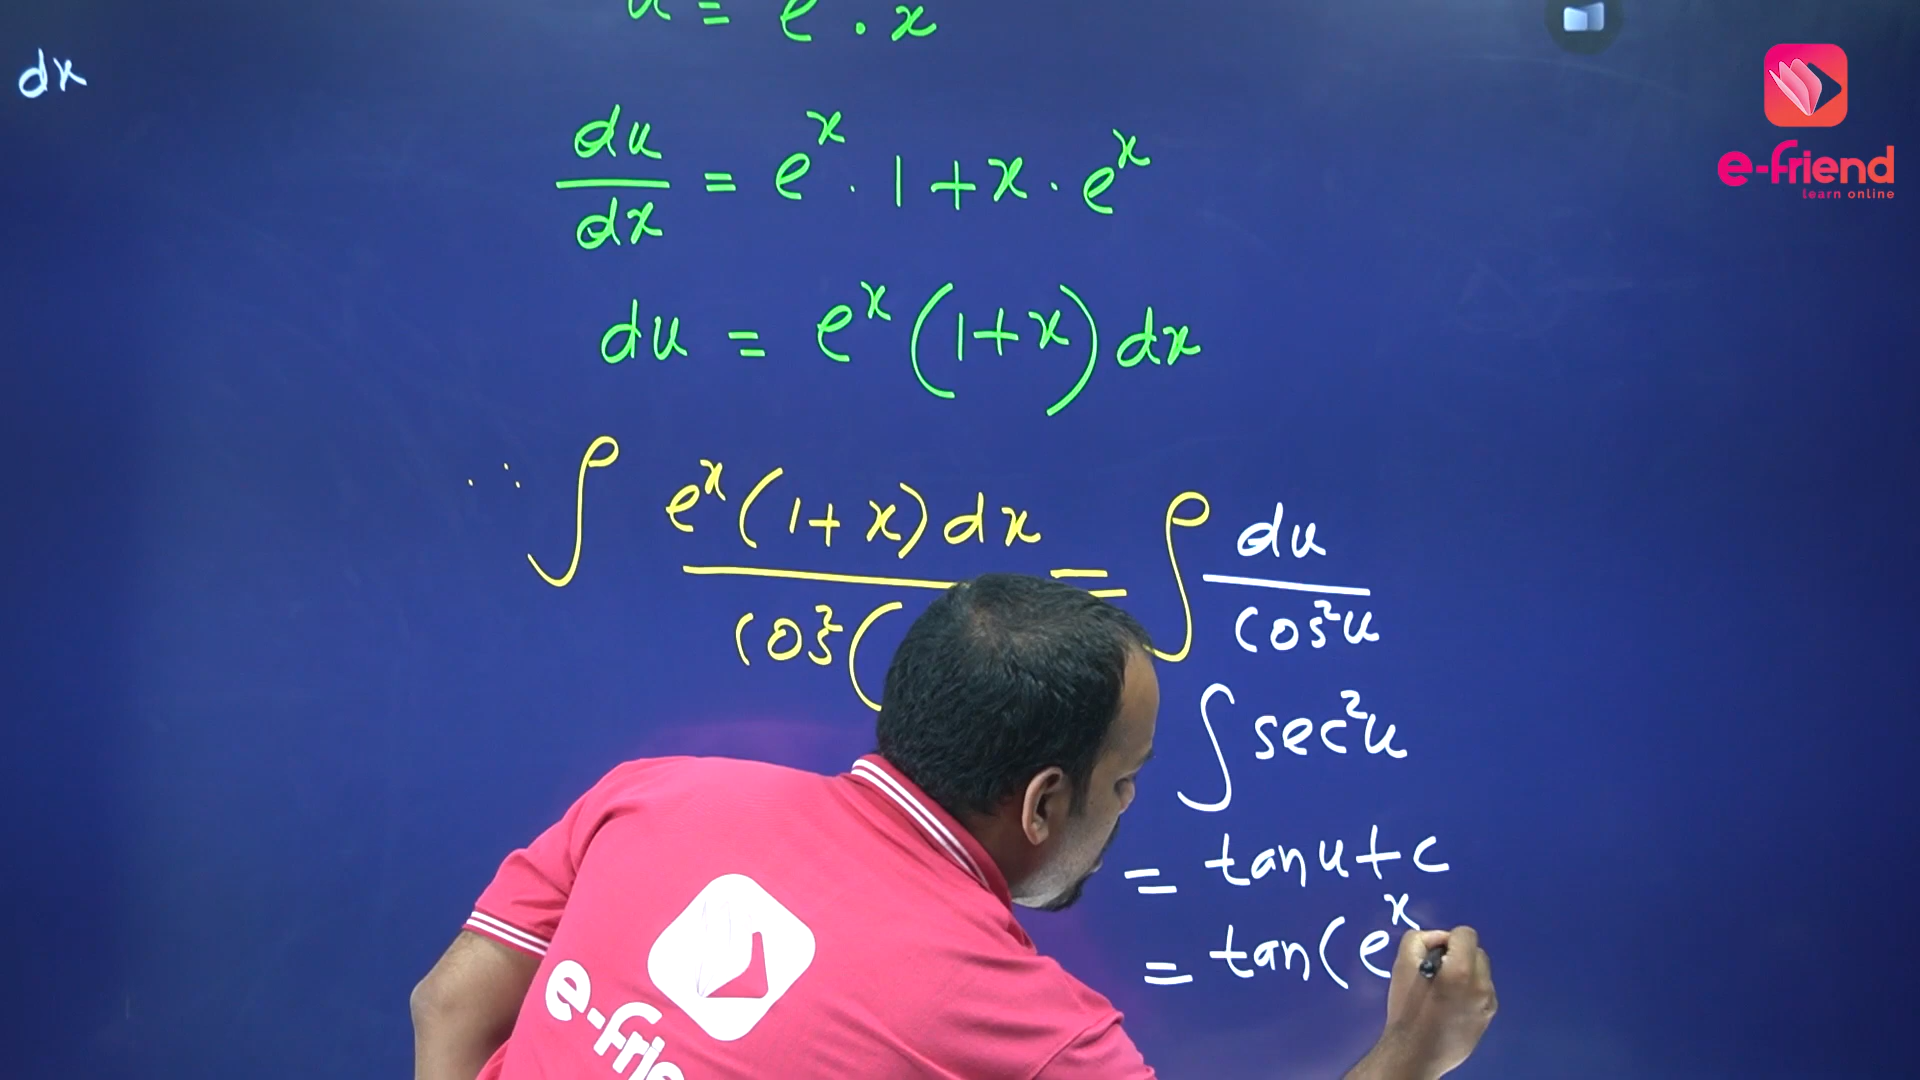 u = e . x
dx
e-friend
learn online
du/dx = e^x . 1 + x . e^x
du = e^x (1+x) dx
∫ e^x (1+x) dx / cos² ( = ∫ du / cos²u
∫ sec²u
= tan u + c
= tan (e^x
e-frie